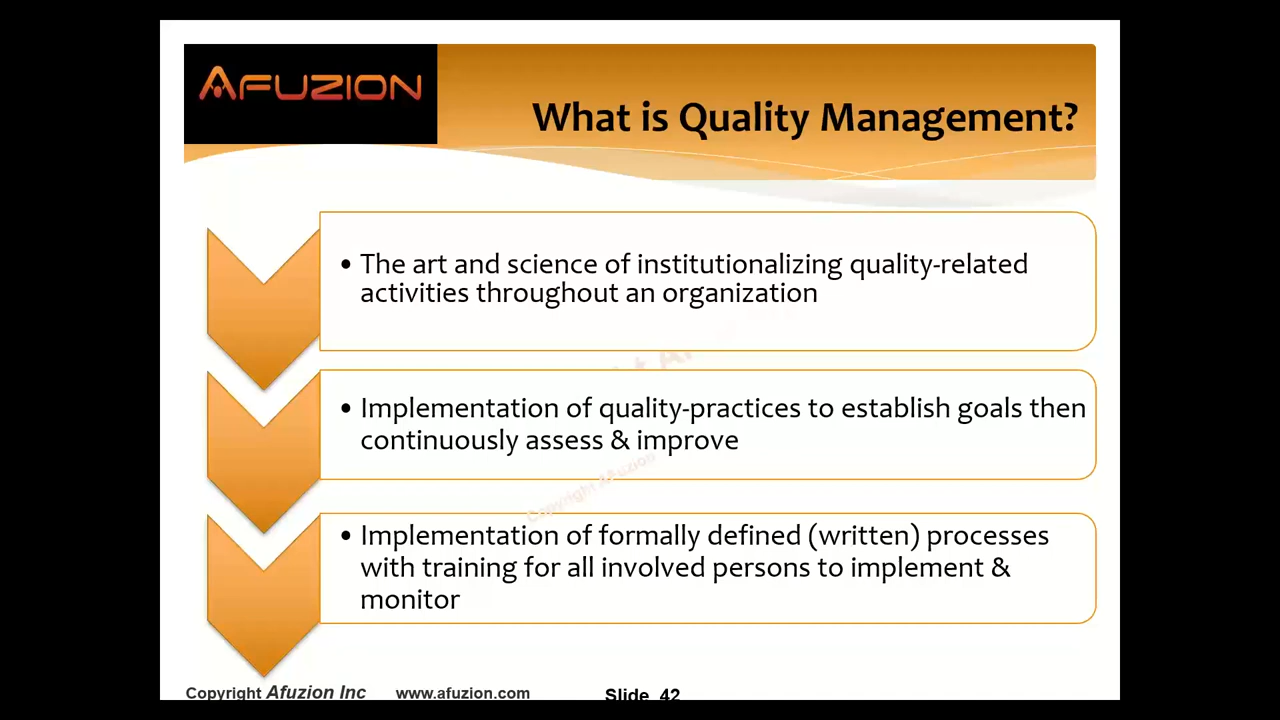 AFUZION
What is Quality Management?
• The art and science of institutionalizing quality-related
activities throughout an organization
• Implementation of quality-practices to establish goals then
continuously assess & improve
Copyright Afuzion
• Implementation of formally defined (written) processes
with training for all involved persons to implement &
monitor
Copyright Afuzion Inc www.afuzion.com Slide 42